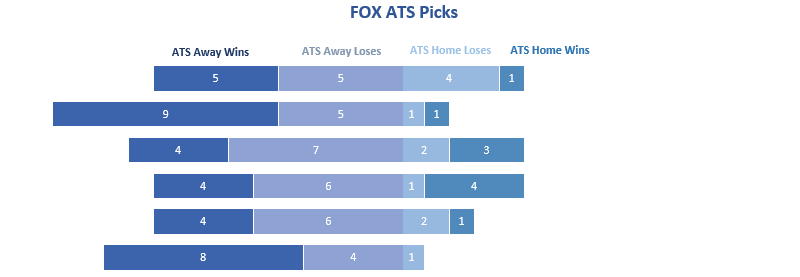 FOX ATS Picks
ATS Away Wins ATS Away Loses ATS Home Loses ATS Home Wins
5 5 4 1
9 5 1 1
4 7 2 3
4 6 1 4
4 6 2 1
8 4 1